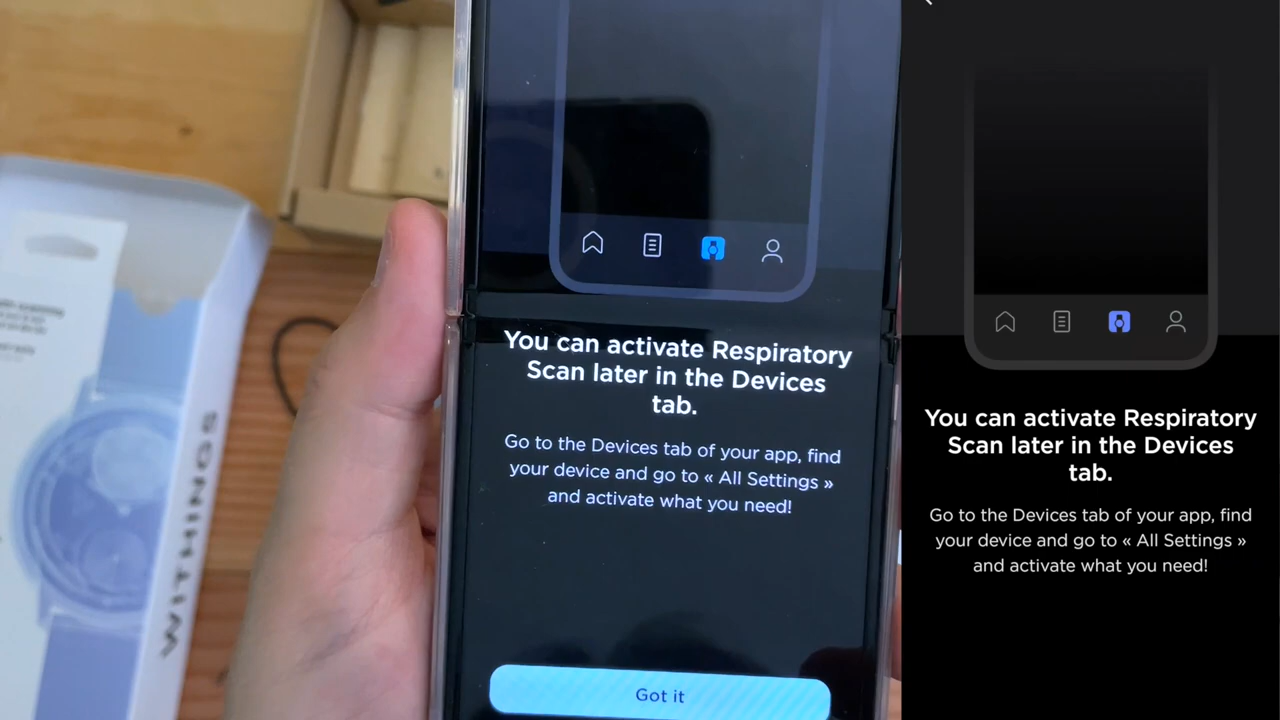 You can activate Respiratory
Scan later in the Devices
tab.
Go to the Devices tab of your app, find
your device and go to « All Settings »
and activate what you need!
Got it
WITHINGS
You can activate Respiratory
Scan later in the Devices
tab.
Go to the Devices tab of your app, find
your device and go to « All Settings »
and activate what you need!